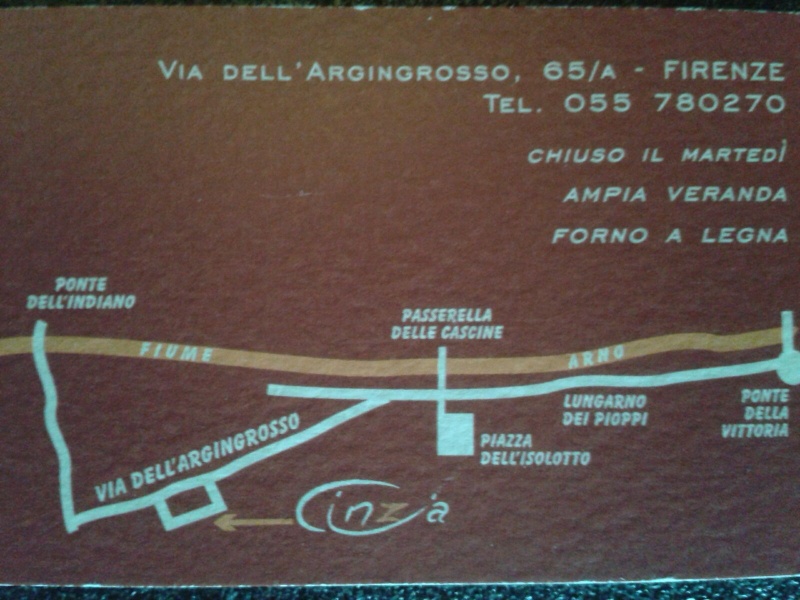 VIA DELL'ARGINGROSSO, 65/A - FIRENZE
TEL. 055 780270
CHIUSO IL MARTEDÌ
AMPIA VERANDA
FORNO A LEGNA
PONTE
DELL'INDIANO
PASSERELLA
DELLE CASCINE
FIUME
ARNO
LUNGARNO
DEI PIOPPI
PONTE
DELLA
VITTORIA
VIA DELL'ARGINGROSSO
PIAZZA
DELL'ISOLOTTO
Cinzia